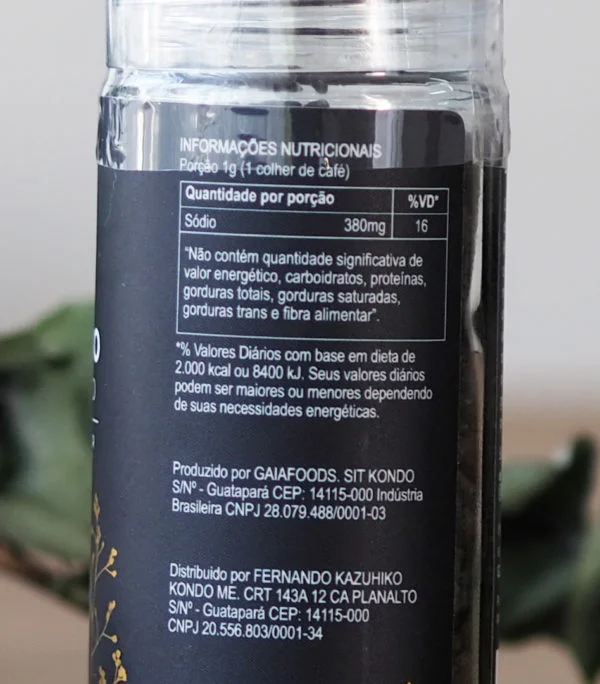 INFORMAÇÕES NUTRICIONAIS
Porção 1g (1 colher de café)
Quantidade por porção %VD*
Sódio 380mg 16
"Não contém quantidade significativa de
valor energético, carboidratos, proteínas,
gorduras totais, gorduras saturadas,
gorduras trans e fibra alimentar".
*% Valores Diários com base em dieta de
2.000 kcal ou 8400 kJ. Seus valores diários
podem ser maiores ou menores dependendo
de suas necessidades energéticas.
Produzido por GAIAFOODS. SIT KONDO
S/Nº - Guatapará CEP: 14115-000 Indústria
Brasileira CNPJ 28.079.488/0001-03
Distribuido por FERNANDO KAZUHIKO
KONDO ME. CRT 143A 12 CA PLANALTO
S/Nº - Guatapará CEP: 14115-000
CNPJ 20.556.803/0001-34